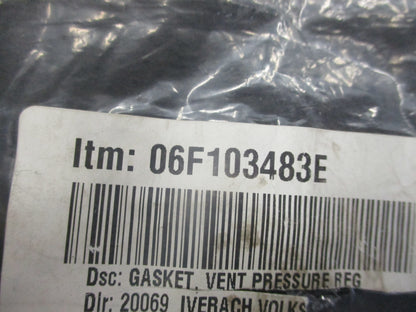 Itm: 06F103483E
Dsc: GASKET, VENT PRESSURE REG
Dlr: 20069 IVERACH VOLKS